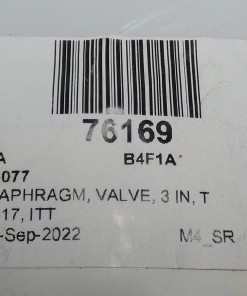 76169
A B4F1A
077
APHRAGM, VALVE, 3 IN, T
17, ITT
-Sep-2022 M4_SR